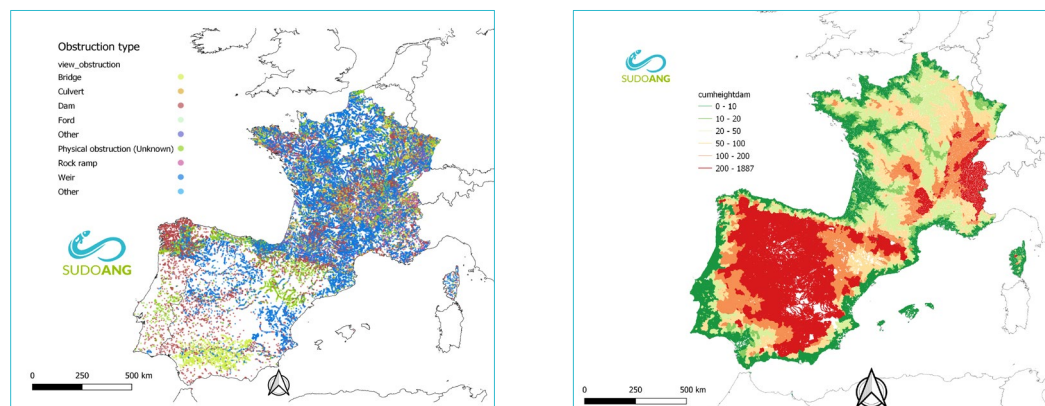 Obstruction type
view_obstruction
Bridge
Culvert
Dam
Ford
Other
Physical obstruction (Unknown)
Rock ramp
Weir
Other
SUDOANG
0 250 500 km
SUDOANG
cumheightdam
0 - 10
10 - 20
20 - 50
50 - 100
100 - 200
200 - 1887
0 250 500 km